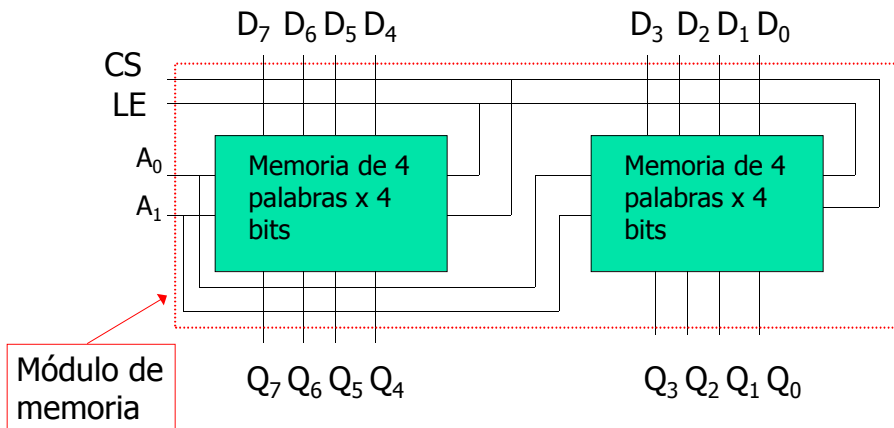 D₇ D₆ D₅ D₄
D₃ D₂ D₁ D₀
CS
LE
A₀
A₁
Memoria de 4
palabras x 4
bits
Memoria de 4
palabras x 4
bits
Módulo de
memoria
Q₇ Q₆ Q₅ Q₄
Q₃ Q₂ Q₁ Q₀